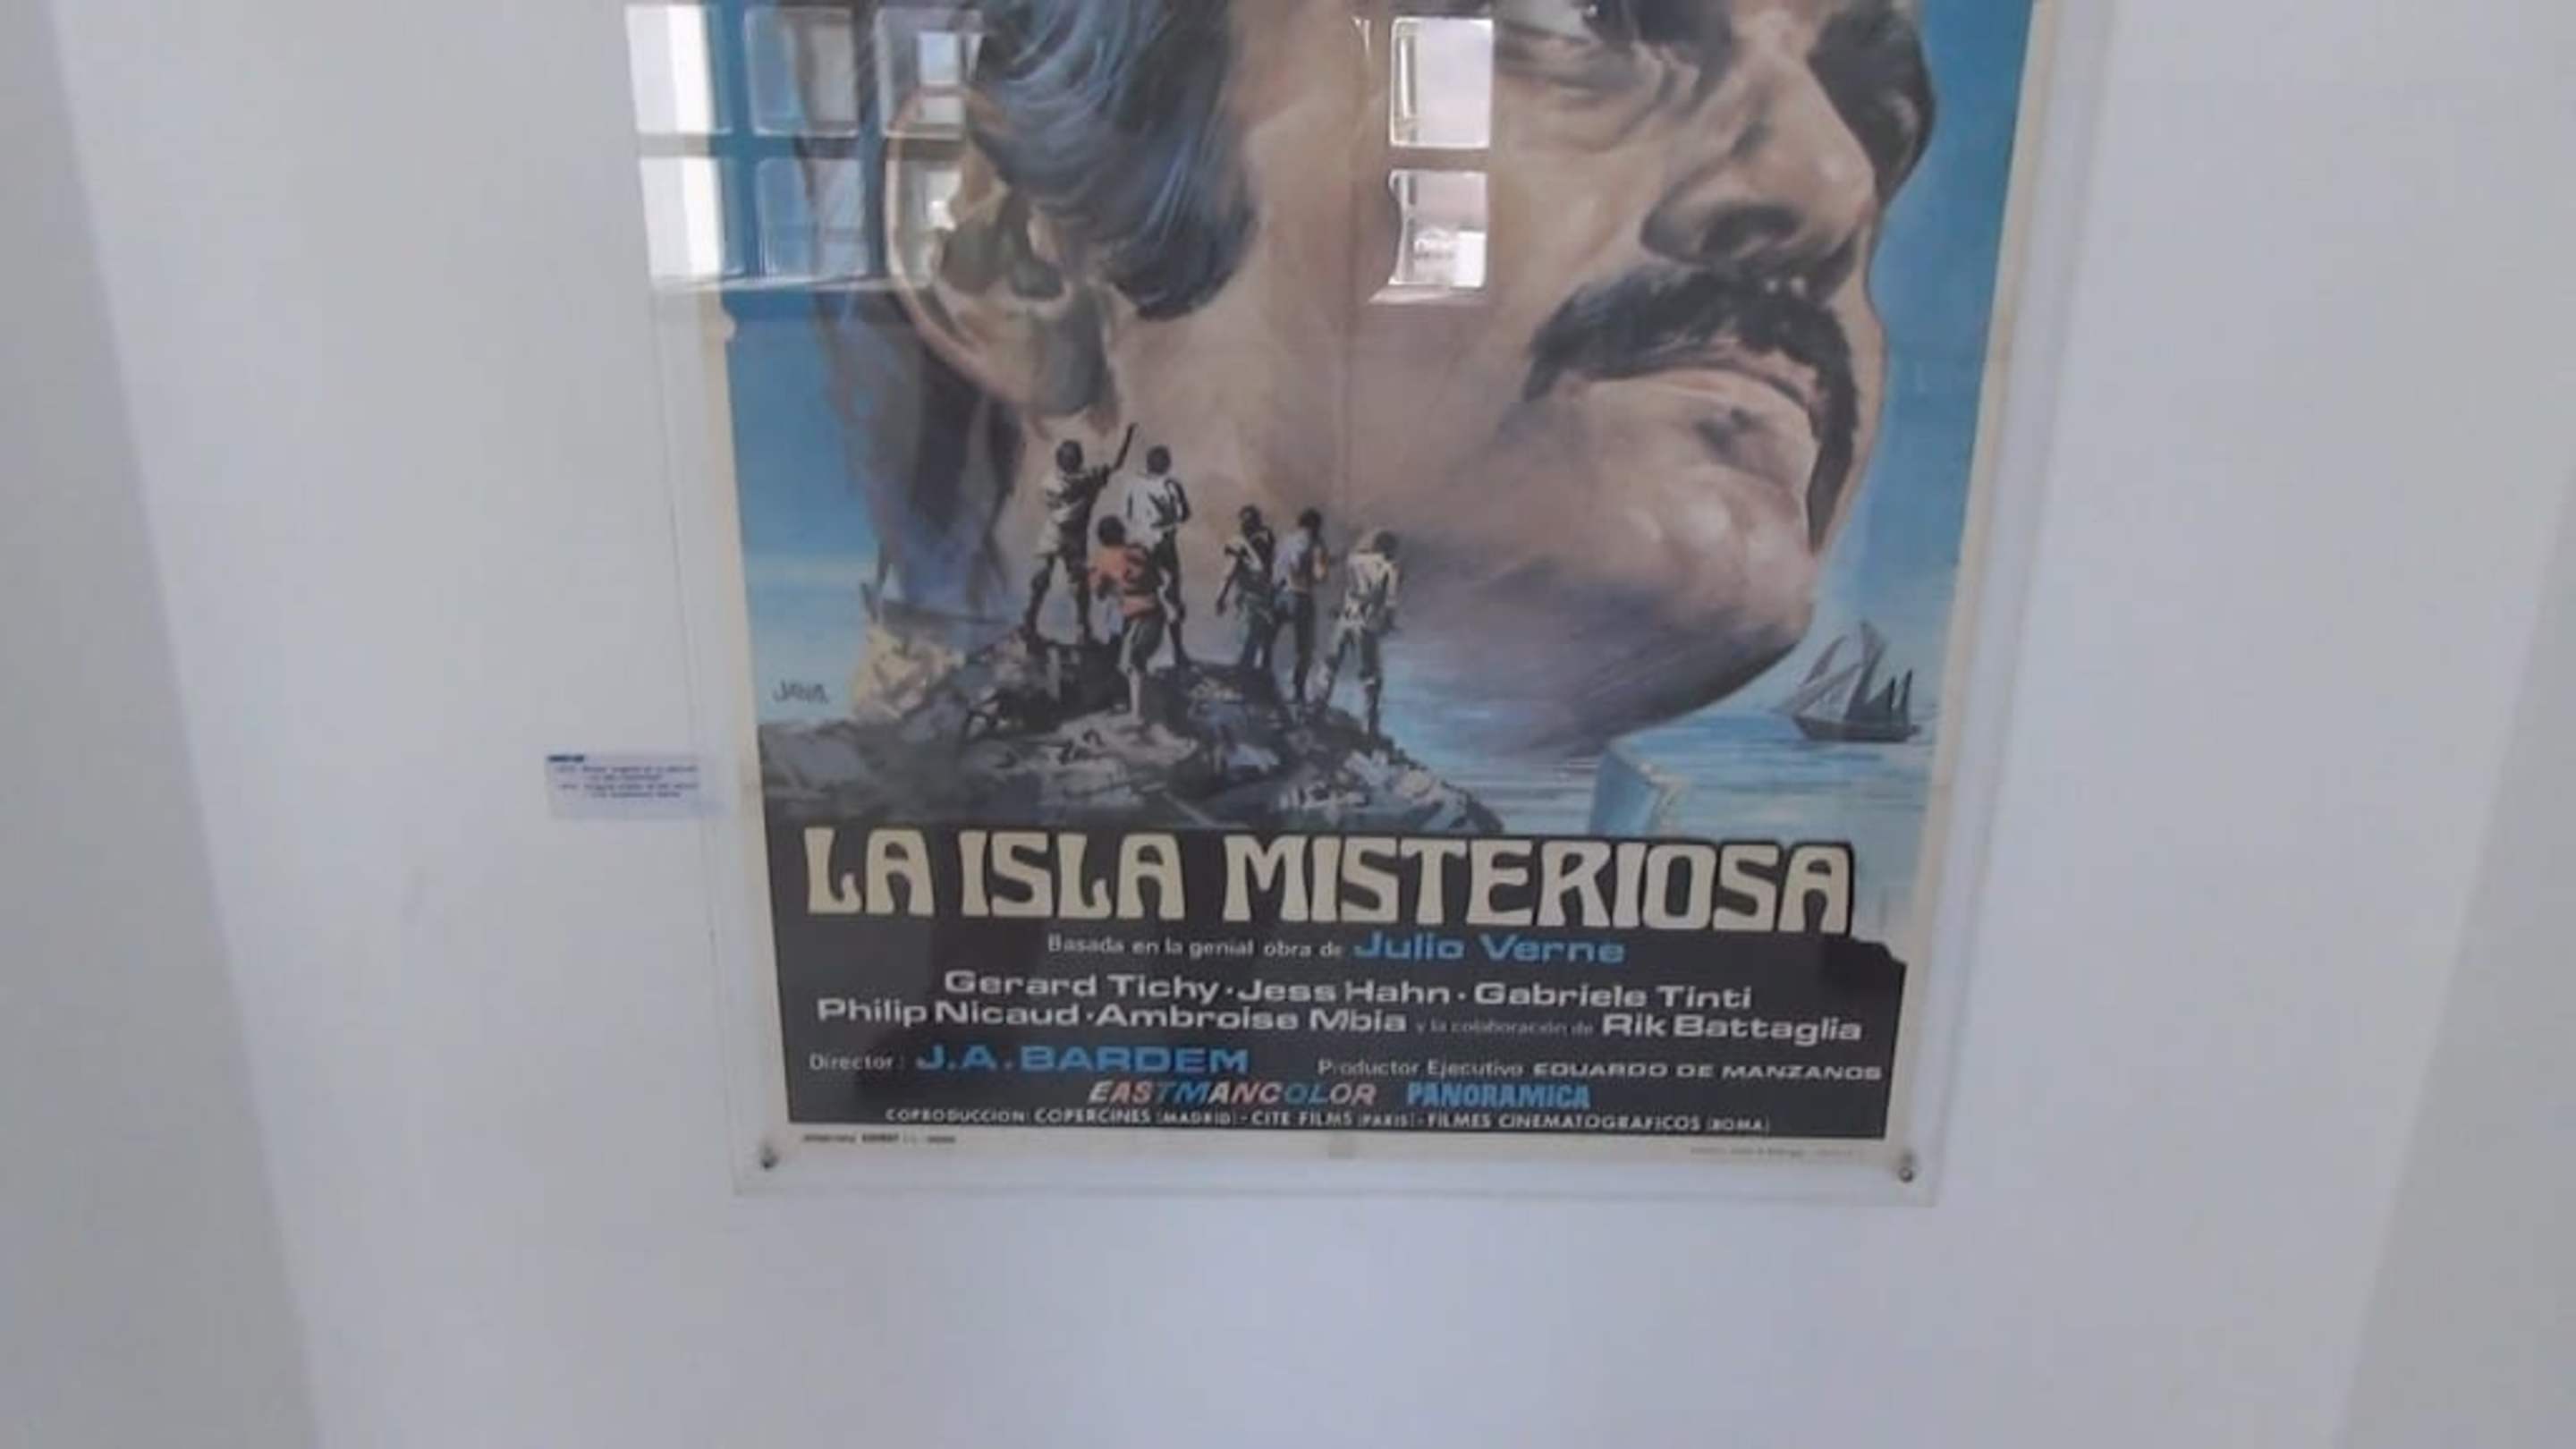 JANO
LA ISLA MISTERIOSA
Basada en la genial obra de Julio Verne
Gerard Tichy · Jess Hahn · Gabriele Tinti
Philip Nicaud · Ambroise Mbia y la colaboración de Rik Battaglia
Director: J.A. BARDEM Productor Ejecutivo EDUARDO DE MANZANOS
EASTMANCOLOR PANORAMICA
COPRODUCCION: COPERCINES (MADRID) - CITE FILMS (PARIS) - FILMES CINEMATOGRAFICOS (ROMA)